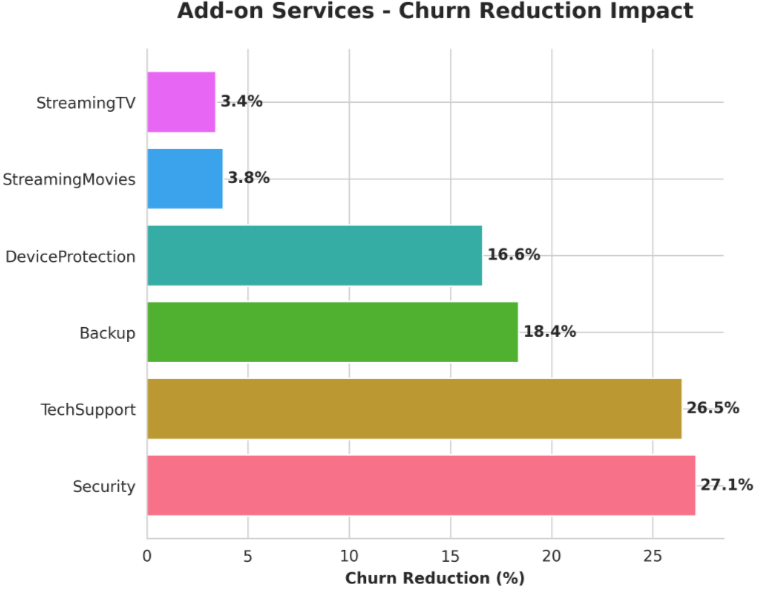 Add-on Services - Churn Reduction Impact
StreamingTV
3.4%
StreamingMovies
3.8%
DeviceProtection
16.6%
Backup
18.4%
TechSupport
26.5%
Security
27.1%
0 5 10 15 20 25
Churn Reduction (%)